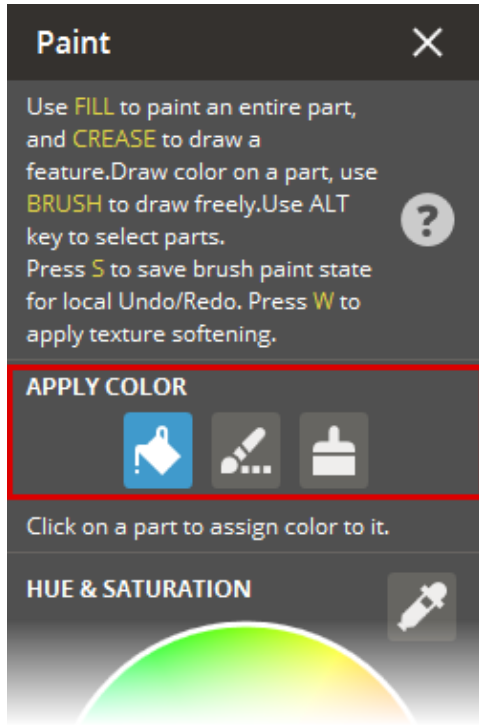 Paint
Use FILL to paint an entire part,
and CREASE to draw a
feature.Draw color on a part, use
BRUSH to draw freely.Use ALT
key to select parts.
Press S to save brush paint state
for local Undo/Redo. Press W to
apply texture softening.
?
APPLY COLOR
Click on a part to assign color to it.
HUE & SATURATION